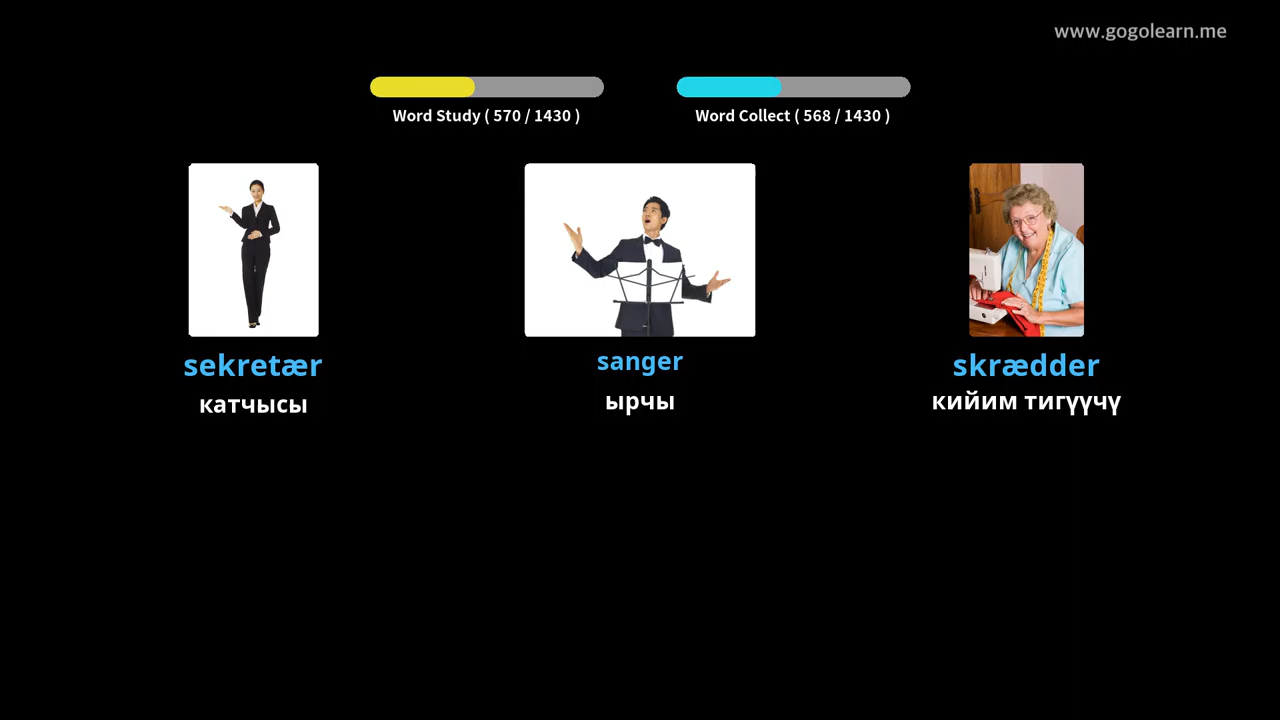 www.gogolearn.me
Word Study ( 570 / 1430 )
Word Collect ( 568 / 1430 )
sekretær
катчысы
sanger
ырчы
skrædder
кийим тигүүчү